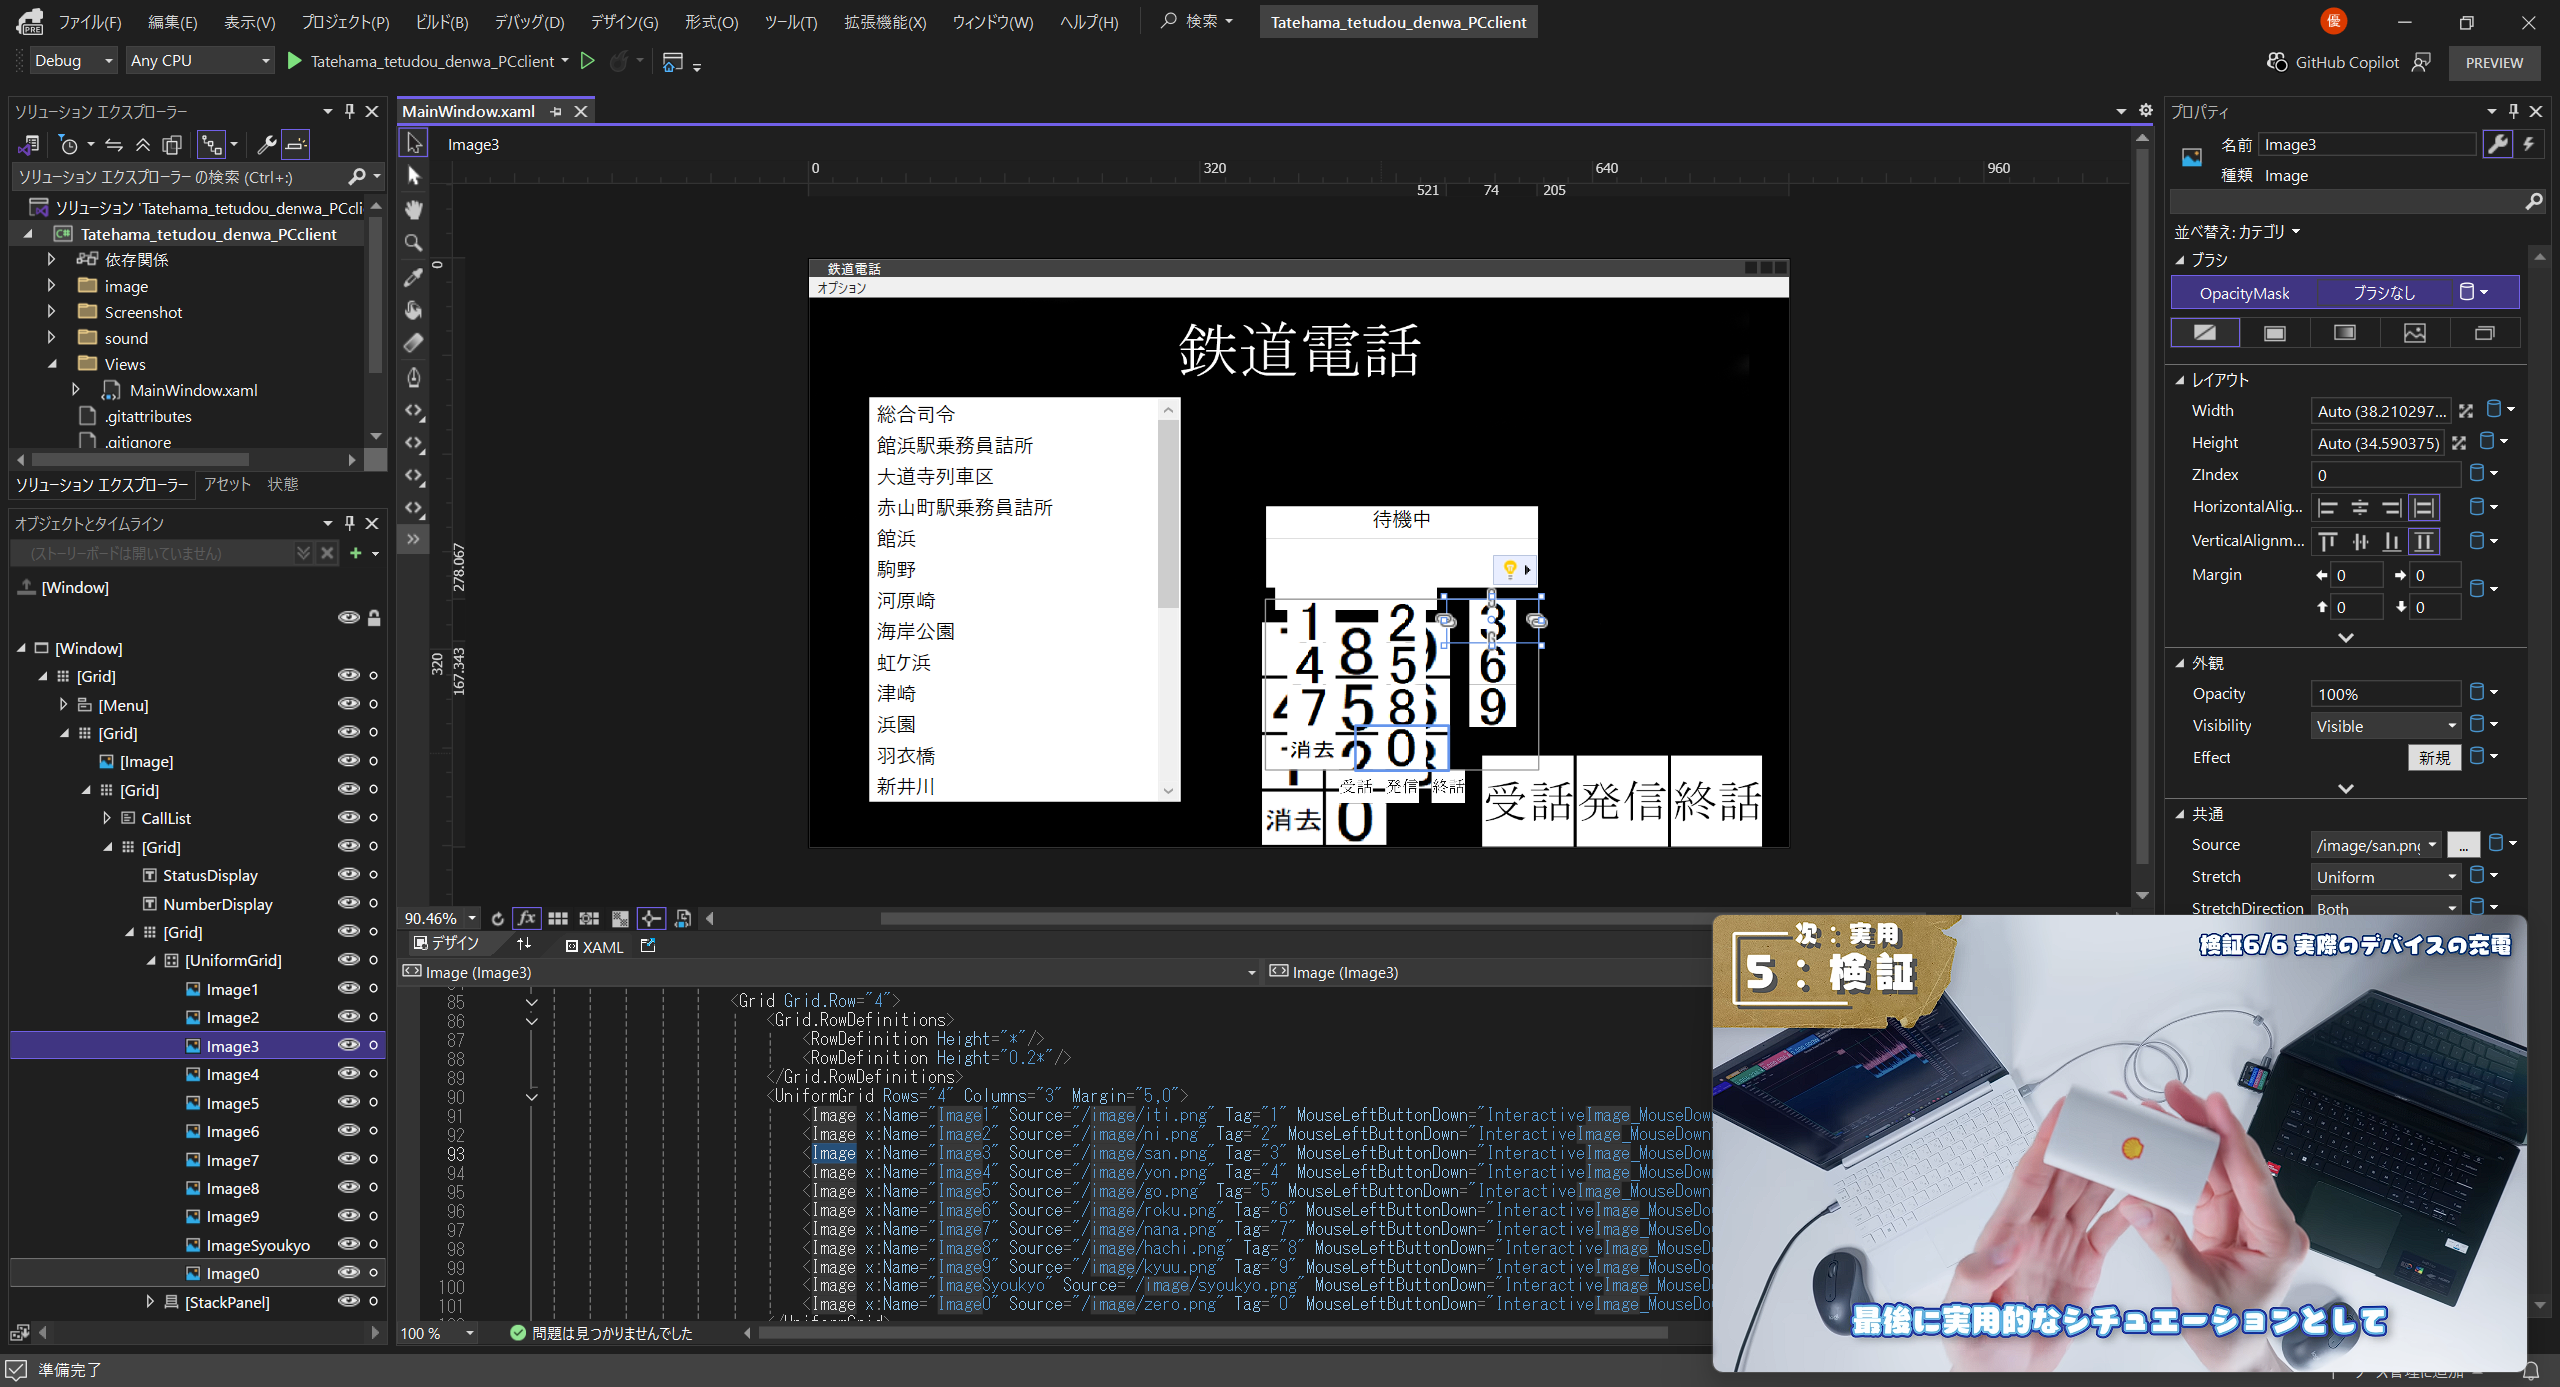 ファイル(F) 編集(E) 表示(V) プロジェクト(P) ビルド(B) デバッグ(D) デザイン(G) 形式(O) ツール(T) 拡張機能(X) ウィンドウ(W) ヘルプ(H) 検索 Tatehama_tetudou_denwa_PCclient 優
Debug Any CPU Tatehama_tetudou_denwa_PCclient GitHub Copilot PREVIEW
ソリューション エクスプローラー
ソリューション エクスプローラー の検索 (Ctrl+:)
ソリューション 'Tatehama_tetudou_denwa_PCcli
Tatehama_tetudou_denwa_PCclient
依存関係
image
Screenshot
sound
Views
MainWindow.xaml
.gitattributes
.gitignore
ソリューション エクスプローラー アセット 状態
オブジェクトとタイムライン
(ストーリーボードは開いていません)
[Window]
[Window]
[Grid]
[Menu]
[Grid]
[Image]
[Grid]
CallList
[Grid]
StatusDisplay
NumberDisplay
[Grid]
[UniformGrid]
Image1
Image2
Image3
Image4
Image5
Image6
Image7
Image8
Image9
ImageSyoukyo
Image0
[StackPanel]
準備完了
MainWindow.xaml
Image3
0 320 640 960
521 74 205
0
278.067
320
167.343
鉄道電話
オプション
鉄道電話
総合司令
館浜駅乗務員詰所
大道寺列車区
赤山町駅乗務員詰所
館浜
駒野
河原崎
海岸公園
虹ケ浜
津崎
浜園
羽衣橋
新井川
待機中
1 2 3
4 8 5 6
4 7 5 8 9
消去 0
受話 発信 終話
消去 0
受話 発信 終話
90.46%
デザイン XAML
Image (Image3) Image (Image3)
85 <Grid Grid.Row="4">
86 <Grid.RowDefinitions>
87 <RowDefinition Height="*"/>
88 <RowDefinition Height="0.2*"/>
89 </Grid.RowDefinitions>
90 <UniformGrid Rows="4" Columns="3" Margin="5,0">
91 <Image x:Name="Image1" Source="/image/iti.png" Tag="1" MouseLeftButtonDown="InteractiveImage_MouseDow
92 <Image x:Name="Image2" Source="/image/ni.png" Tag="2" MouseLeftButtonDown="InteractiveImage_MouseDown
93 <Image x:Name="Image3" Source="/image/san.png" Tag="3" MouseLeftButtonDown="InteractiveImage_MouseDow
94 <Image x:Name="Image4" Source="/image/yon.png" Tag="4" MouseLeftButtonDown="InteractiveImage_MouseDow
95 <Image x:Name="Image5" Source="/image/go.png" Tag="5" MouseLeftButtonDown="InteractiveImage_MouseDown
96 <Image x:Name="Image6" Source="/image/roku.png" Tag="6" MouseLeftButtonDown="InteractiveImage_MouseDo
97 <Image x:Name="Image7" Source="/image/nana.png" Tag="7" MouseLeftButtonDown="InteractiveImage_MouseDo
98 <Image x:Name="Image8" Source="/image/hachi.png" Tag="8" MouseLeftButtonDown="InteractiveImage_MouseD
99 <Image x:Name="Image9" Source="/image/kyuu.png" Tag="9" MouseLeftButtonDown="InteractiveImage_MouseDo
100 <Image x:Name="ImageSyoukyo" Source="/image/syoukyo.png" MouseLeftButtonDown="InteractiveImage_MouseD
101 <Image x:Name="Image0" Source="/image/zero.png" Tag="0" MouseLeftButtonDown="InteractiveImage_MouseDo
</UniformGrid>
100 % 問題は見つかりませんでした
プロパティ
名前 Image3
種類 Image
並べ替え: カテゴリ
ブラシ
OpacityMask ブラシなし
レイアウト
Width Auto (38.210297...
Height Auto (34.590375)
ZIndex 0
HorizontalAlig...
VerticalAlignm...
Margin 0 0
0 0
外観
Opacity 100%
Visibility Visible
Effect 新規
共通
Source /image/san.png ...
Stretch Uniform
StretchDirection Both
次：実用
5：検証
検証6/6 実際のデバイスの充電
最後に実用的なシチュエーションとして